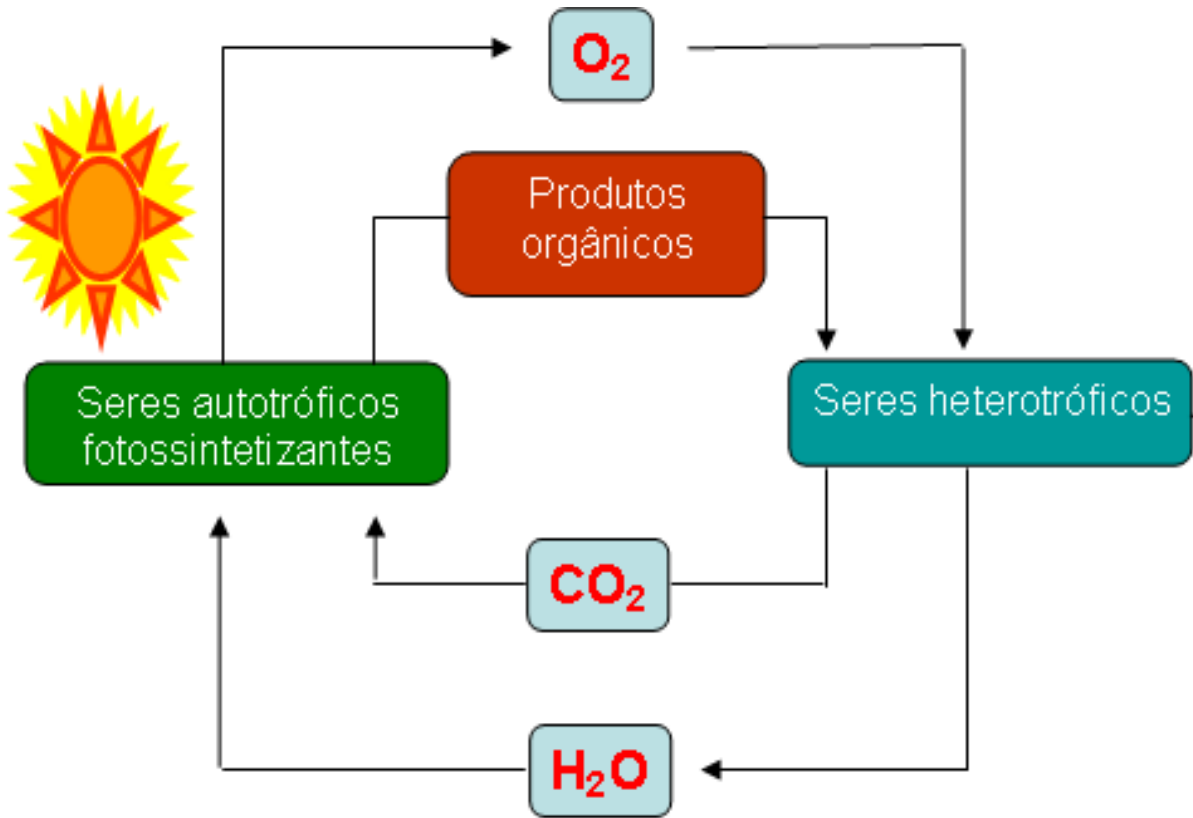 O₂
Produtos
orgânicos
Seres autotróficos
fotossintetizantes
Seres heterotróficos
CO₂
H₂O